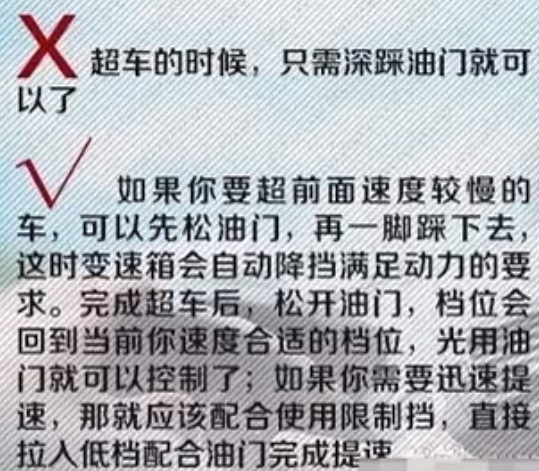 X 超车的时候，只需深踩油门就可
以了
√ 如果你要超前面速度较慢的
车，可以先松油门，再一脚踩下去，
这时变速箱会自动降挡满足动力的要
求。完成超车后，松开油门，档位会
回到当前你速度合适的档位，光用油
门就可以控制了；如果你需要迅速提
速，那就应该配合使用限制挡，直接
拉入低档配合油门完成提速